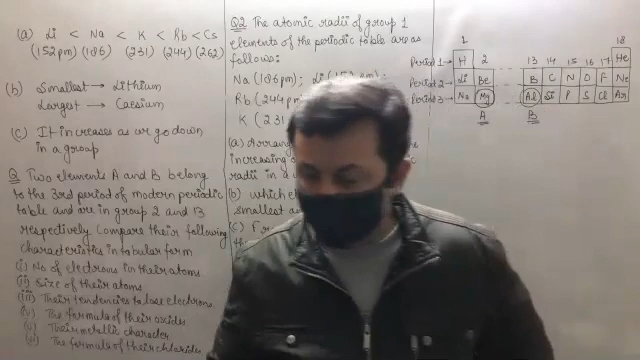 (a) Li < Na < K < Rb < Cs
(152pm) (186) (231) (244) (262)
(b) Smallest → Lithium
Largest → Caesium
(c) It increases as we go down
in a group
Q Two elements A and B belong
to the 3rd period of modern periodic
table and are in group 2 and 13
respectively compare their following
characteristics in tabular form
(i) No of electrons in their atoms
(ii) Size of their atoms
(iii) Their tendencies to lose electrons
(iv) The formula of their oxides
(v) Their metallic character
(vi) The formula of their chlorides
Q2 The atomic radii of group 1
elements of the periodic table are as
follows:
Na (186pm); Li (152 pm)
Rb (244pm
K (231
(a) Arrang
increasing
radii in a
(b) which
smallest a
(c) F
1 18
Period 1 → H 2 13 14 15 16 17 He
Period 2 → Li Be B C N O F Ne
Period 3 → Na Mg Al Si P S Cl Ar
A B